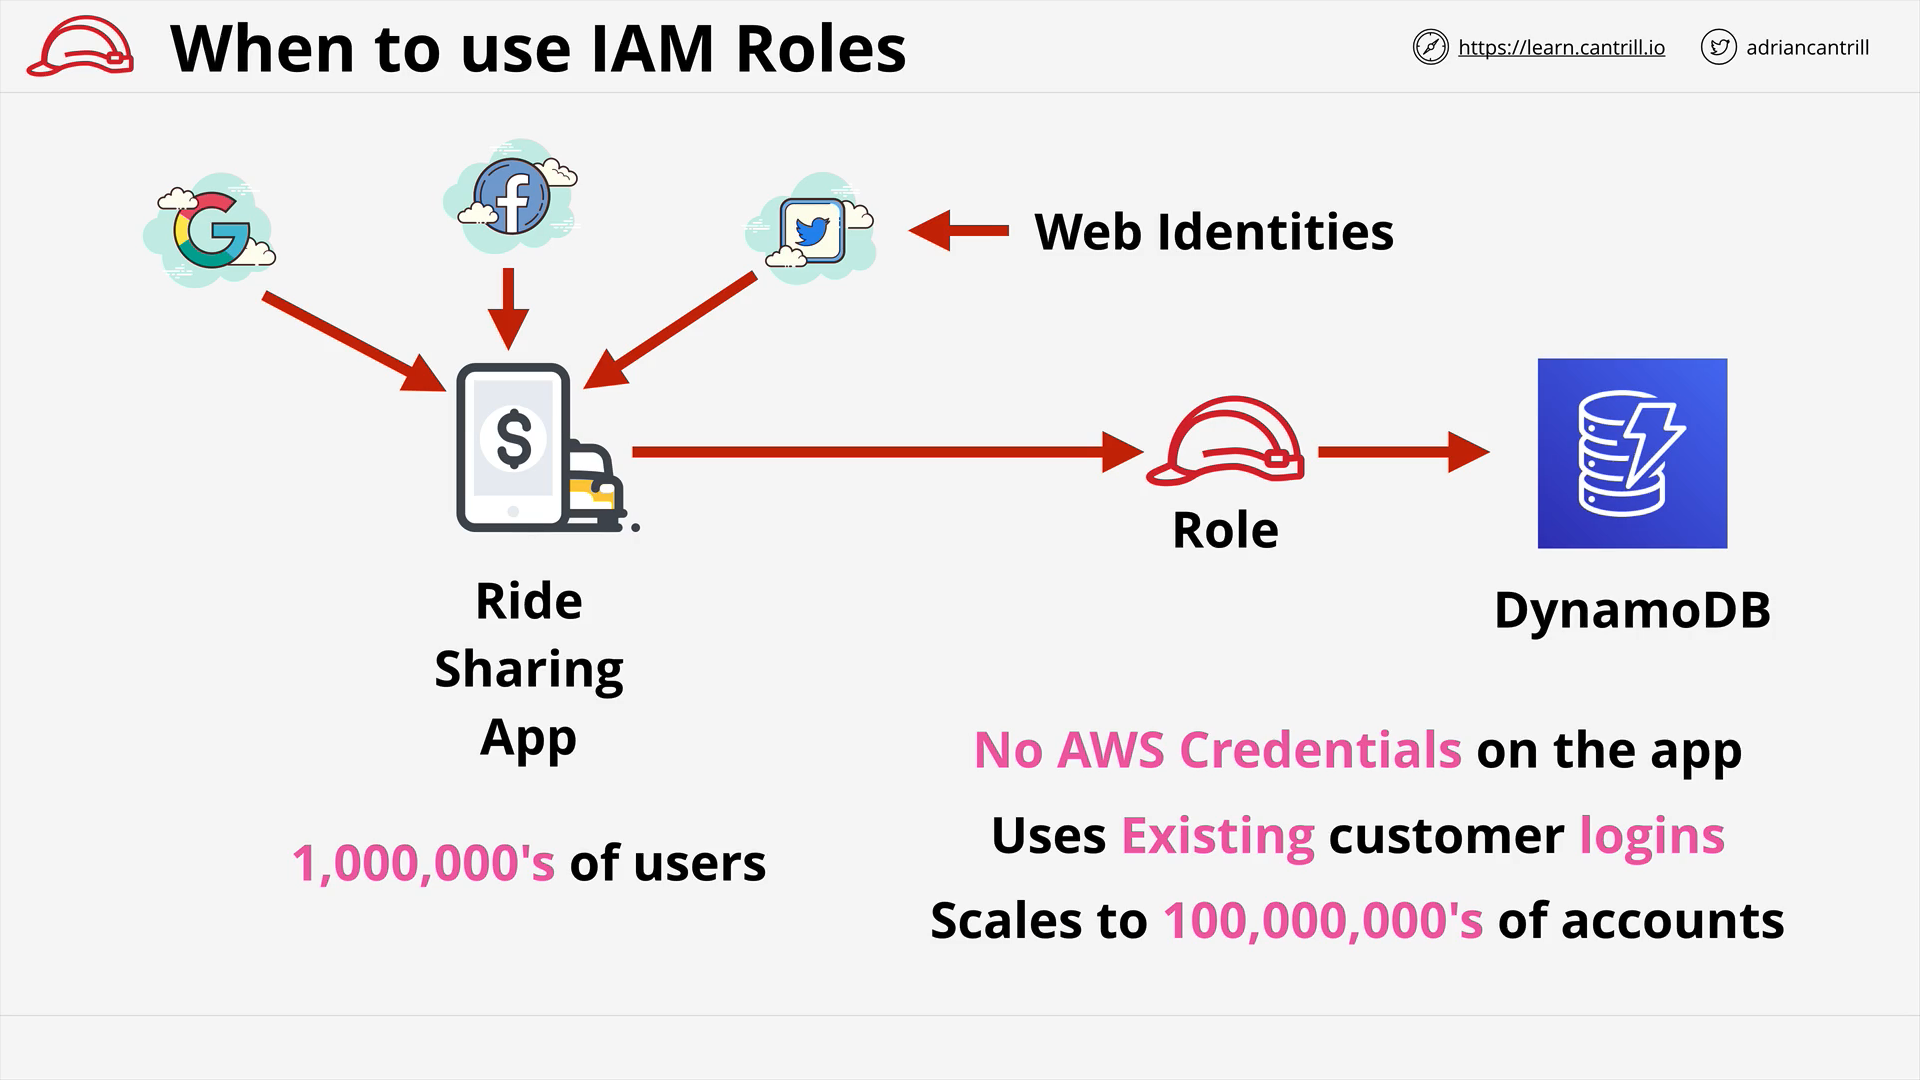 When to use IAM Roles
https://learn.cantrill.io
adriancantrill
Web Identities
Role
DynamoDB
Ride
Sharing
App
1,000,000's of users
No AWS Credentials on the app
Uses Existing customer logins
Scales to 100,000,000's of accounts